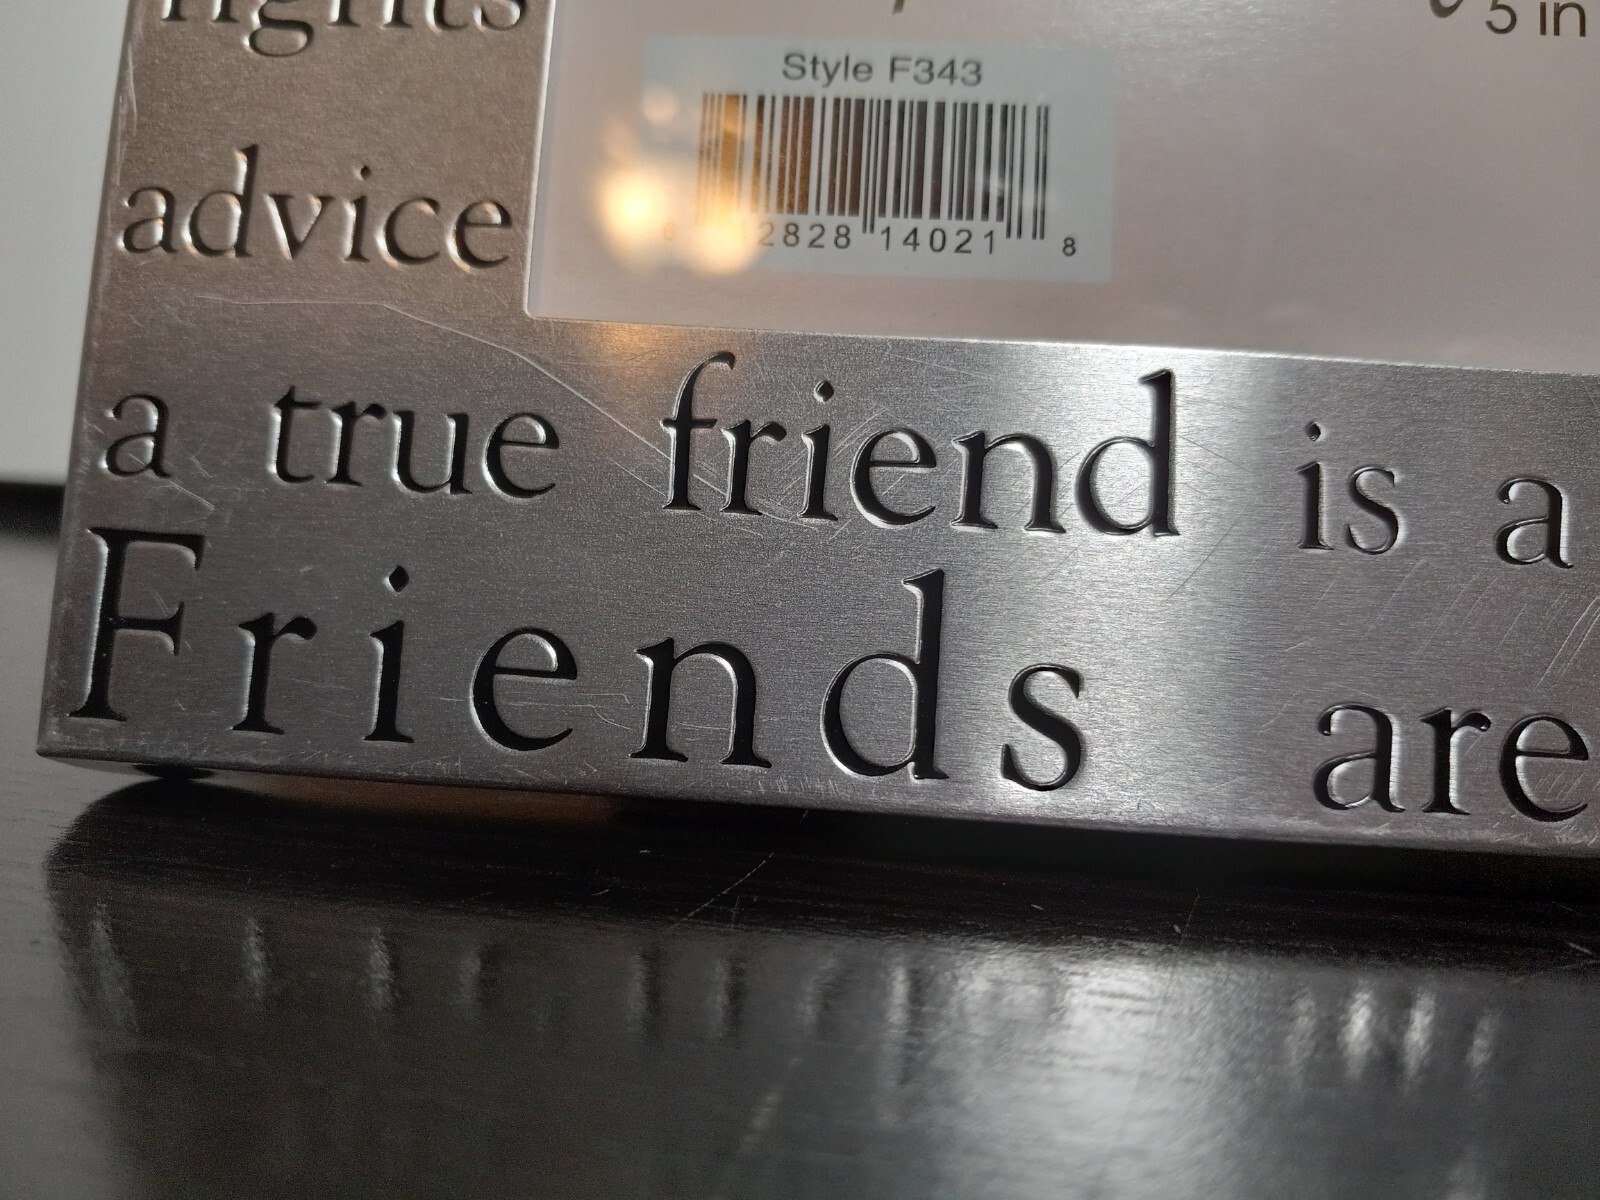 5 in
Style F343
2828 14021 8
advice
a true friend is a
Friends are